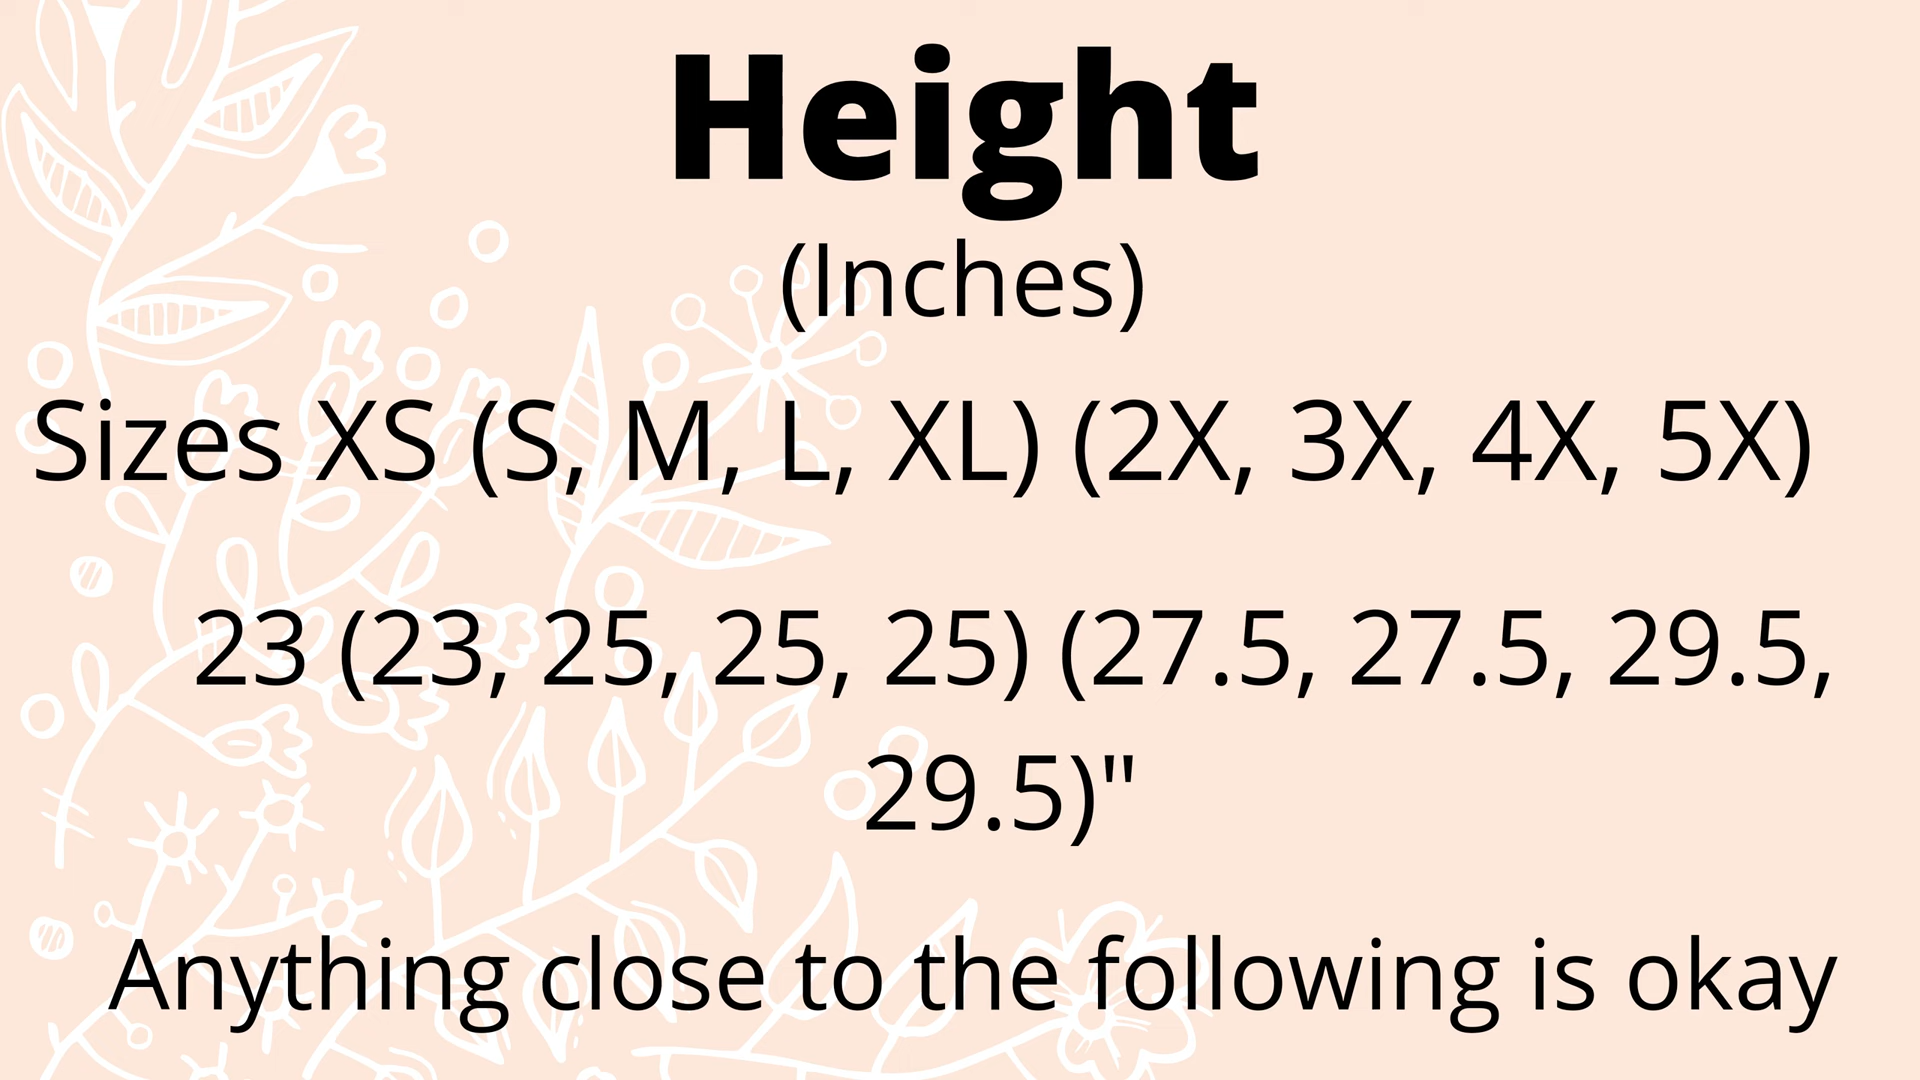 Height
(Inches)
Sizes XS (S, M, L, XL) (2X, 3X, 4X, 5X)
23 (23, 25, 25, 25) (27.5, 27.5, 29.5,
29.5)"
Anything close to the following is okay